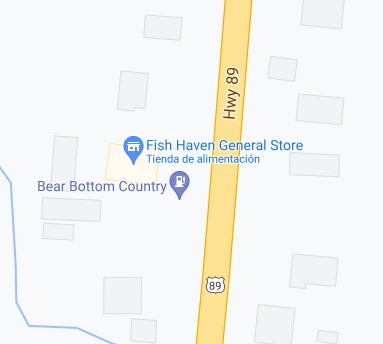 Hwy 89
Fish Haven General Store
Tienda de alimentación
Bear Bottom Country
89